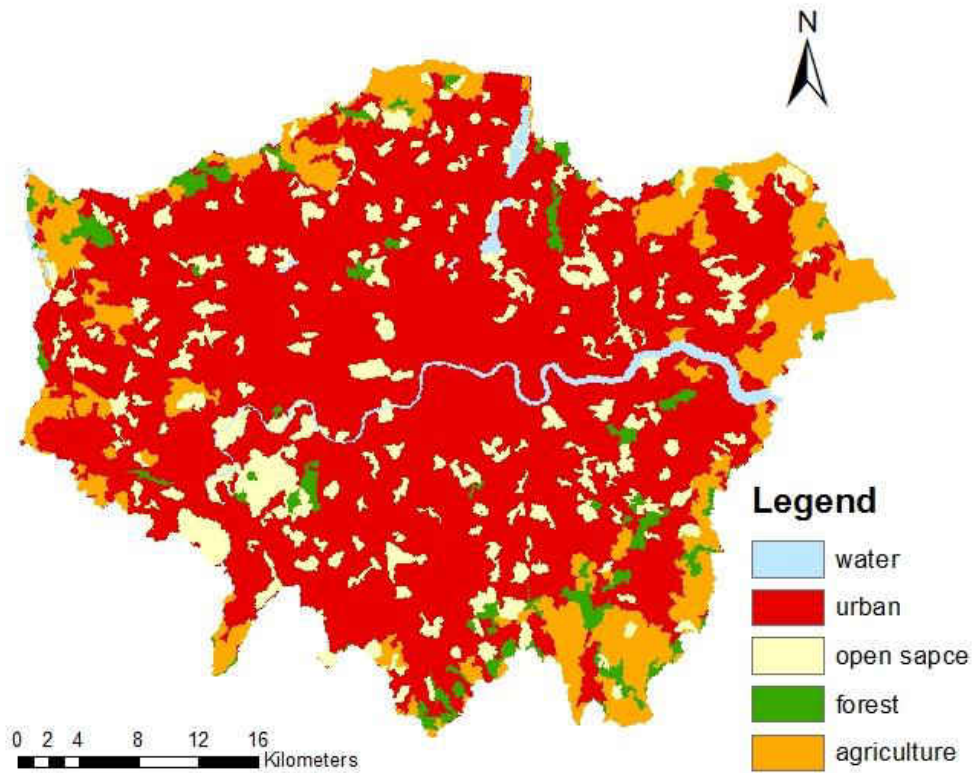 N
Legend
water
urban
open sapce
forest
agriculture
0 2 4 8 12 16
Kilometers